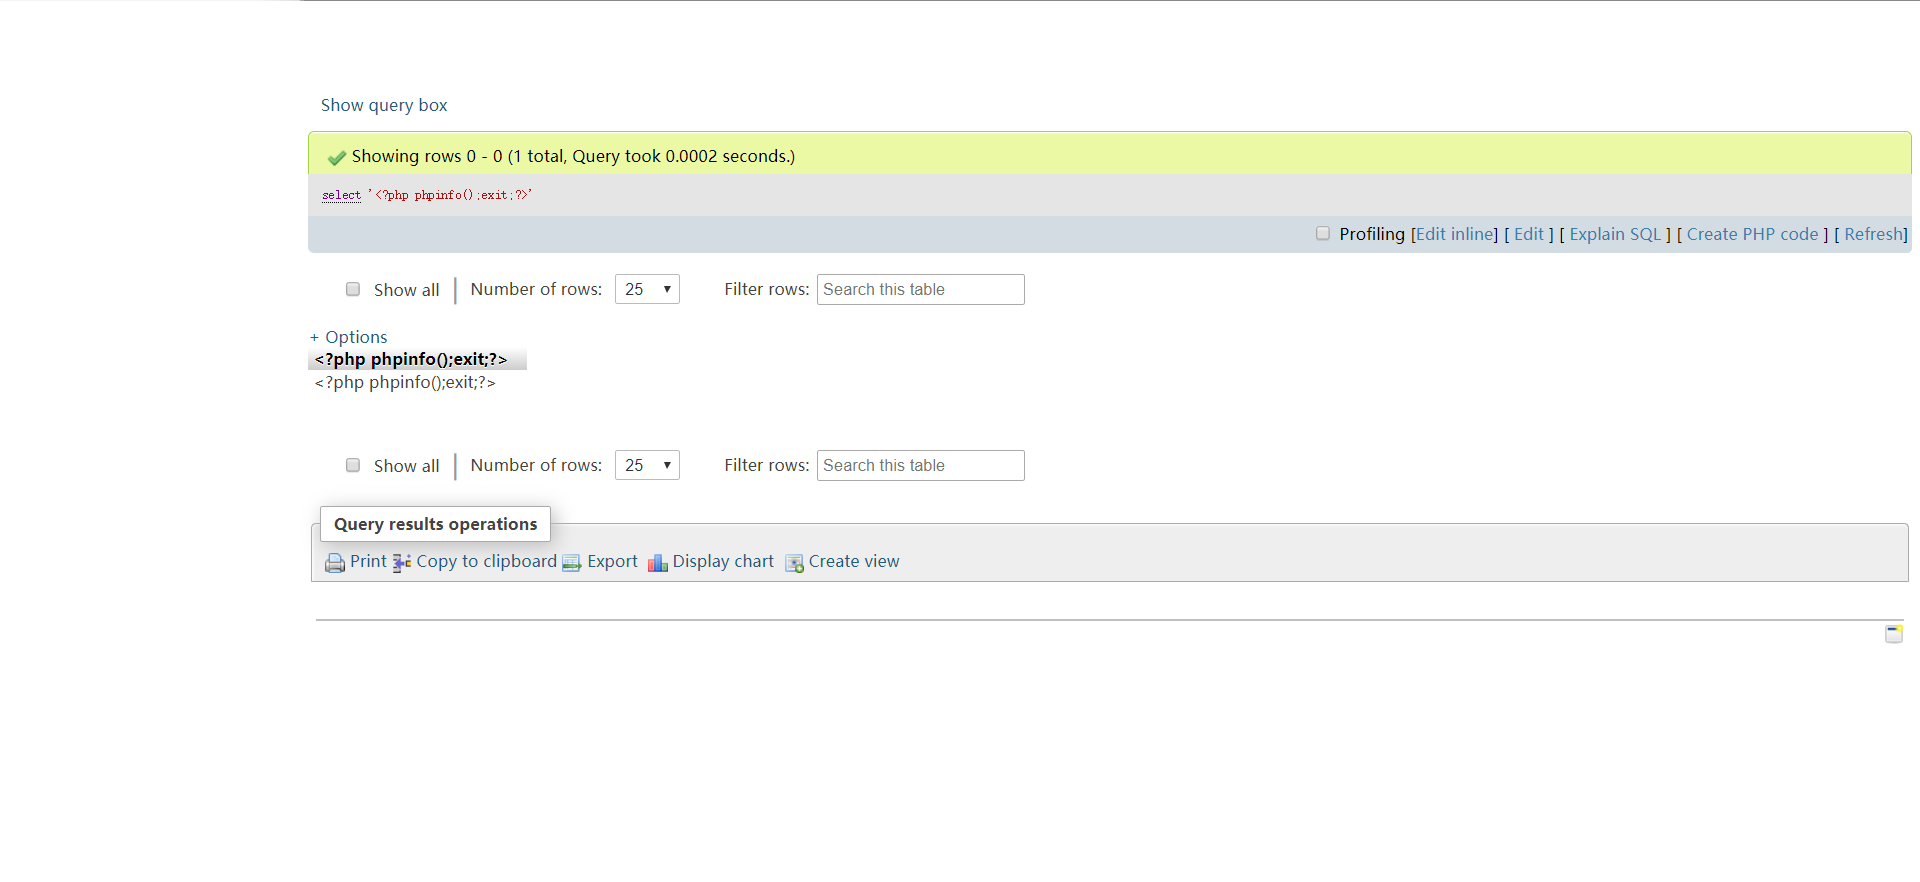 Show query box
Showing rows 0 - 0 (1 total, Query took 0.0002 seconds.)
select '<?php phpinfo();exit;?>'
Profiling [Edit inline] [ Edit ] [ Explain SQL ] [ Create PHP code ] [ Refresh]
Show all Number of rows: 25 Filter rows: Search this table
+ Options
<?php phpinfo();exit;?>
<?php phpinfo();exit;?>
Show all Number of rows: 25 Filter rows: Search this table
Query results operations
Print Copy to clipboard Export Display chart Create view